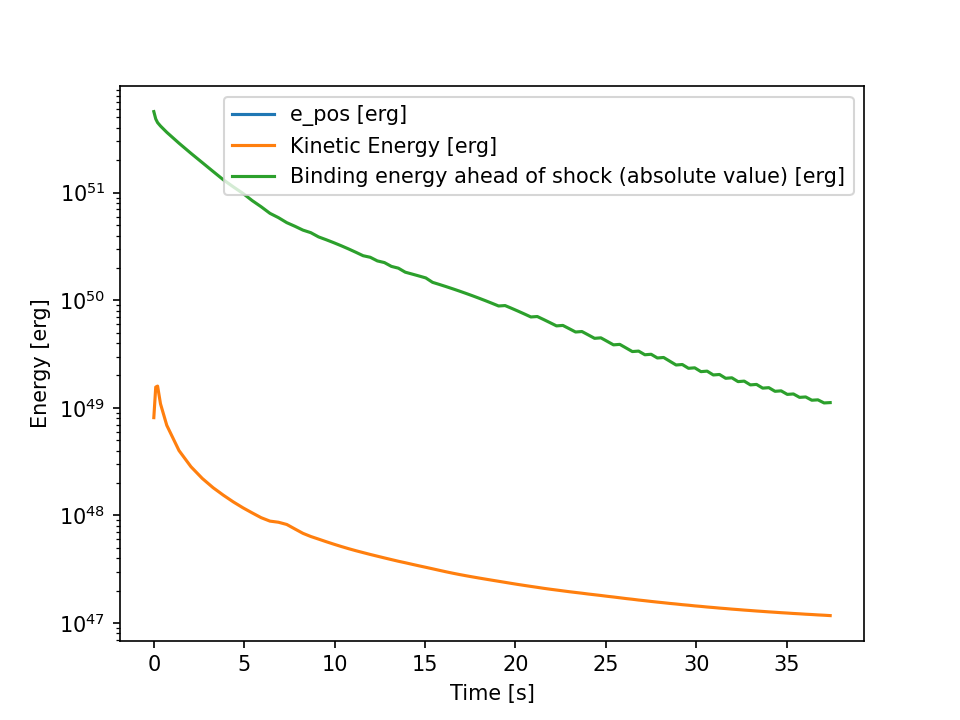 e_pos [erg]
Kinetic Energy [erg]
Binding energy ahead of shock (absolute value) [erg]
10^51
10^50
10^49
10^48
10^47
Energy [erg]
0 5 10 15 20 25 30 35
Time [s]